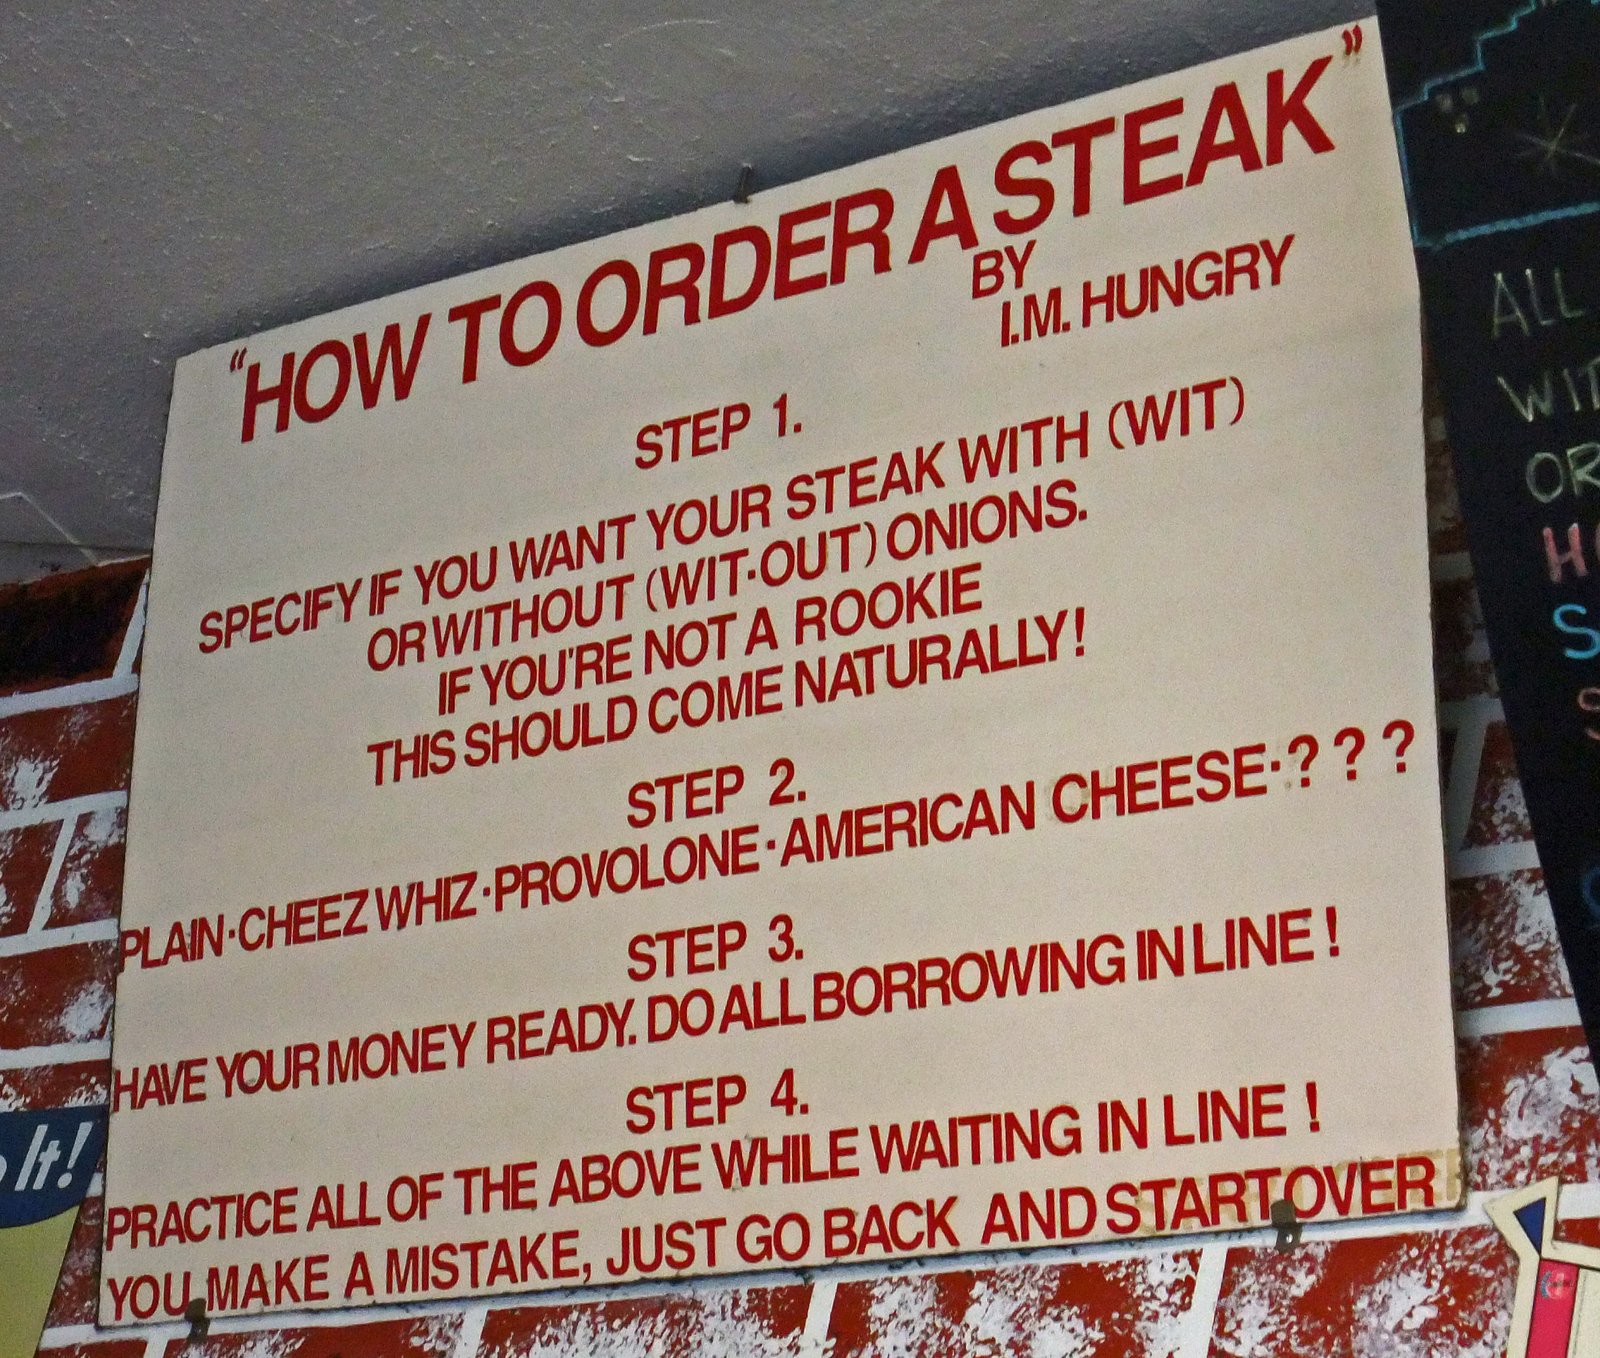 "HOW TO ORDER A STEAK"
BY
I.M. HUNGRY
STEP 1.
SPECIFY IF YOU WANT YOUR STEAK WITH (WIT)
OR WITHOUT (WIT-OUT) ONIONS.
IF YOU'RE NOT A ROOKIE
THIS SHOULD COME NATURALLY!
STEP 2.
PLAIN·CHEEZ WHIZ·PROVOLONE·AMERICAN CHEESE·? ? ?
STEP 3.
HAVE YOUR MONEY READY. DO ALL BORROWING IN LINE!
STEP 4.
PRACTICE ALL OF THE ABOVE WHILE WAITING IN LINE!
YOU MAKE A MISTAKE, JUST GO BACK AND START OVER
It!
ALL
OR